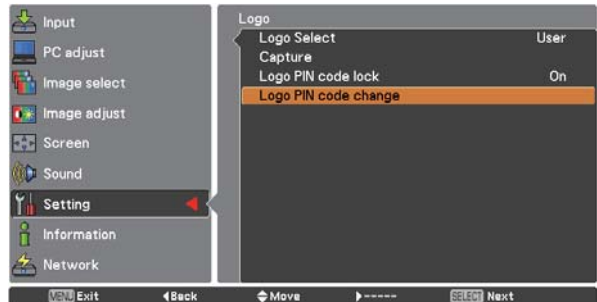 Input
PC adjust
Image select
Image adjust
Screen
Sound
Setting
Information
Network
Logo
Logo Select User
Capture
Logo PIN code lock On
Logo PIN code change
MENU Exit ◀Back ◆Move ▶----- SELECT Next